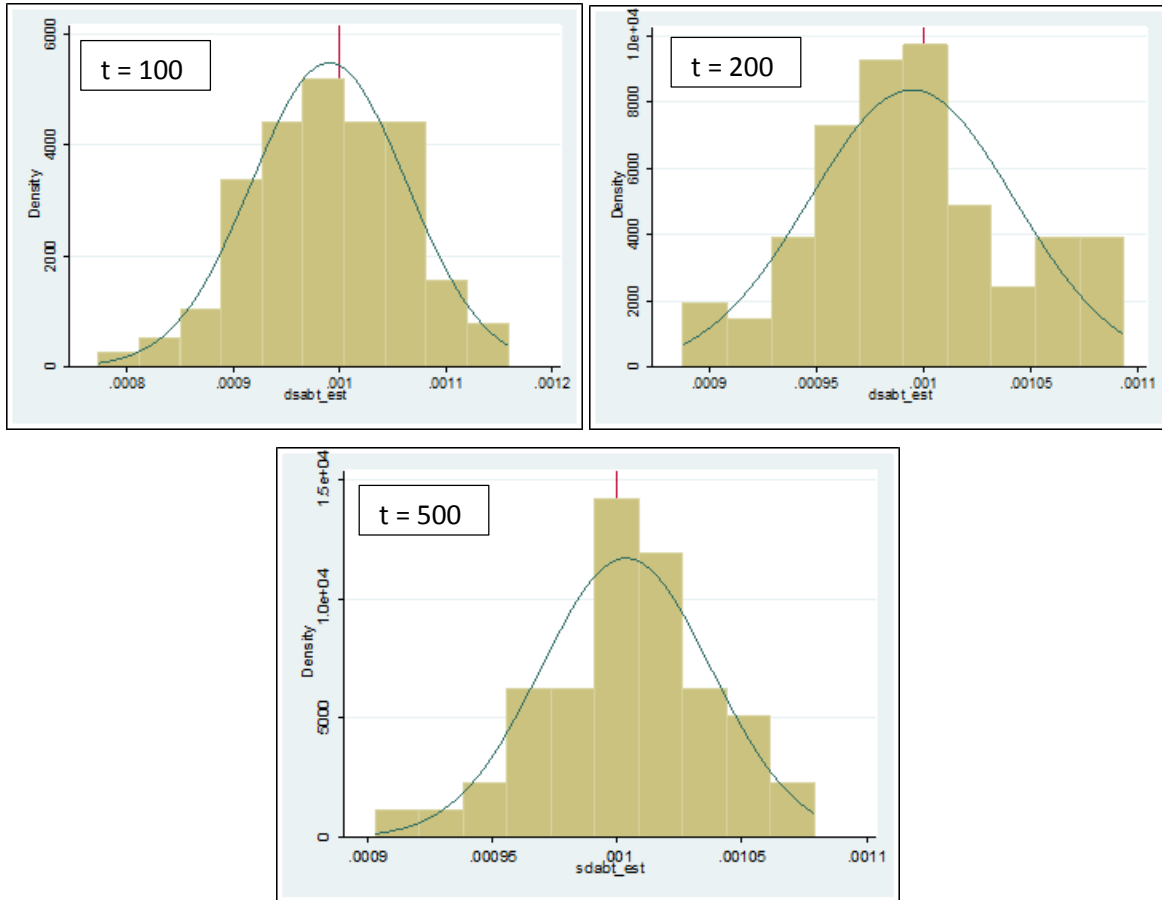 t = 100
Density
0
2000
4000
6000
.0008
.0009
.001
.0011
.0012
dsabt_est
t = 200
Density
0
2000
4000
6000
8000
1.0e+04
.0009
.00095
.001
.00105
.0011
dsabt_est
t = 500
Density
0
5000
1.0e+04
1.5e+04
.0009
.00095
.001
.00105
.0011
sdabt_est